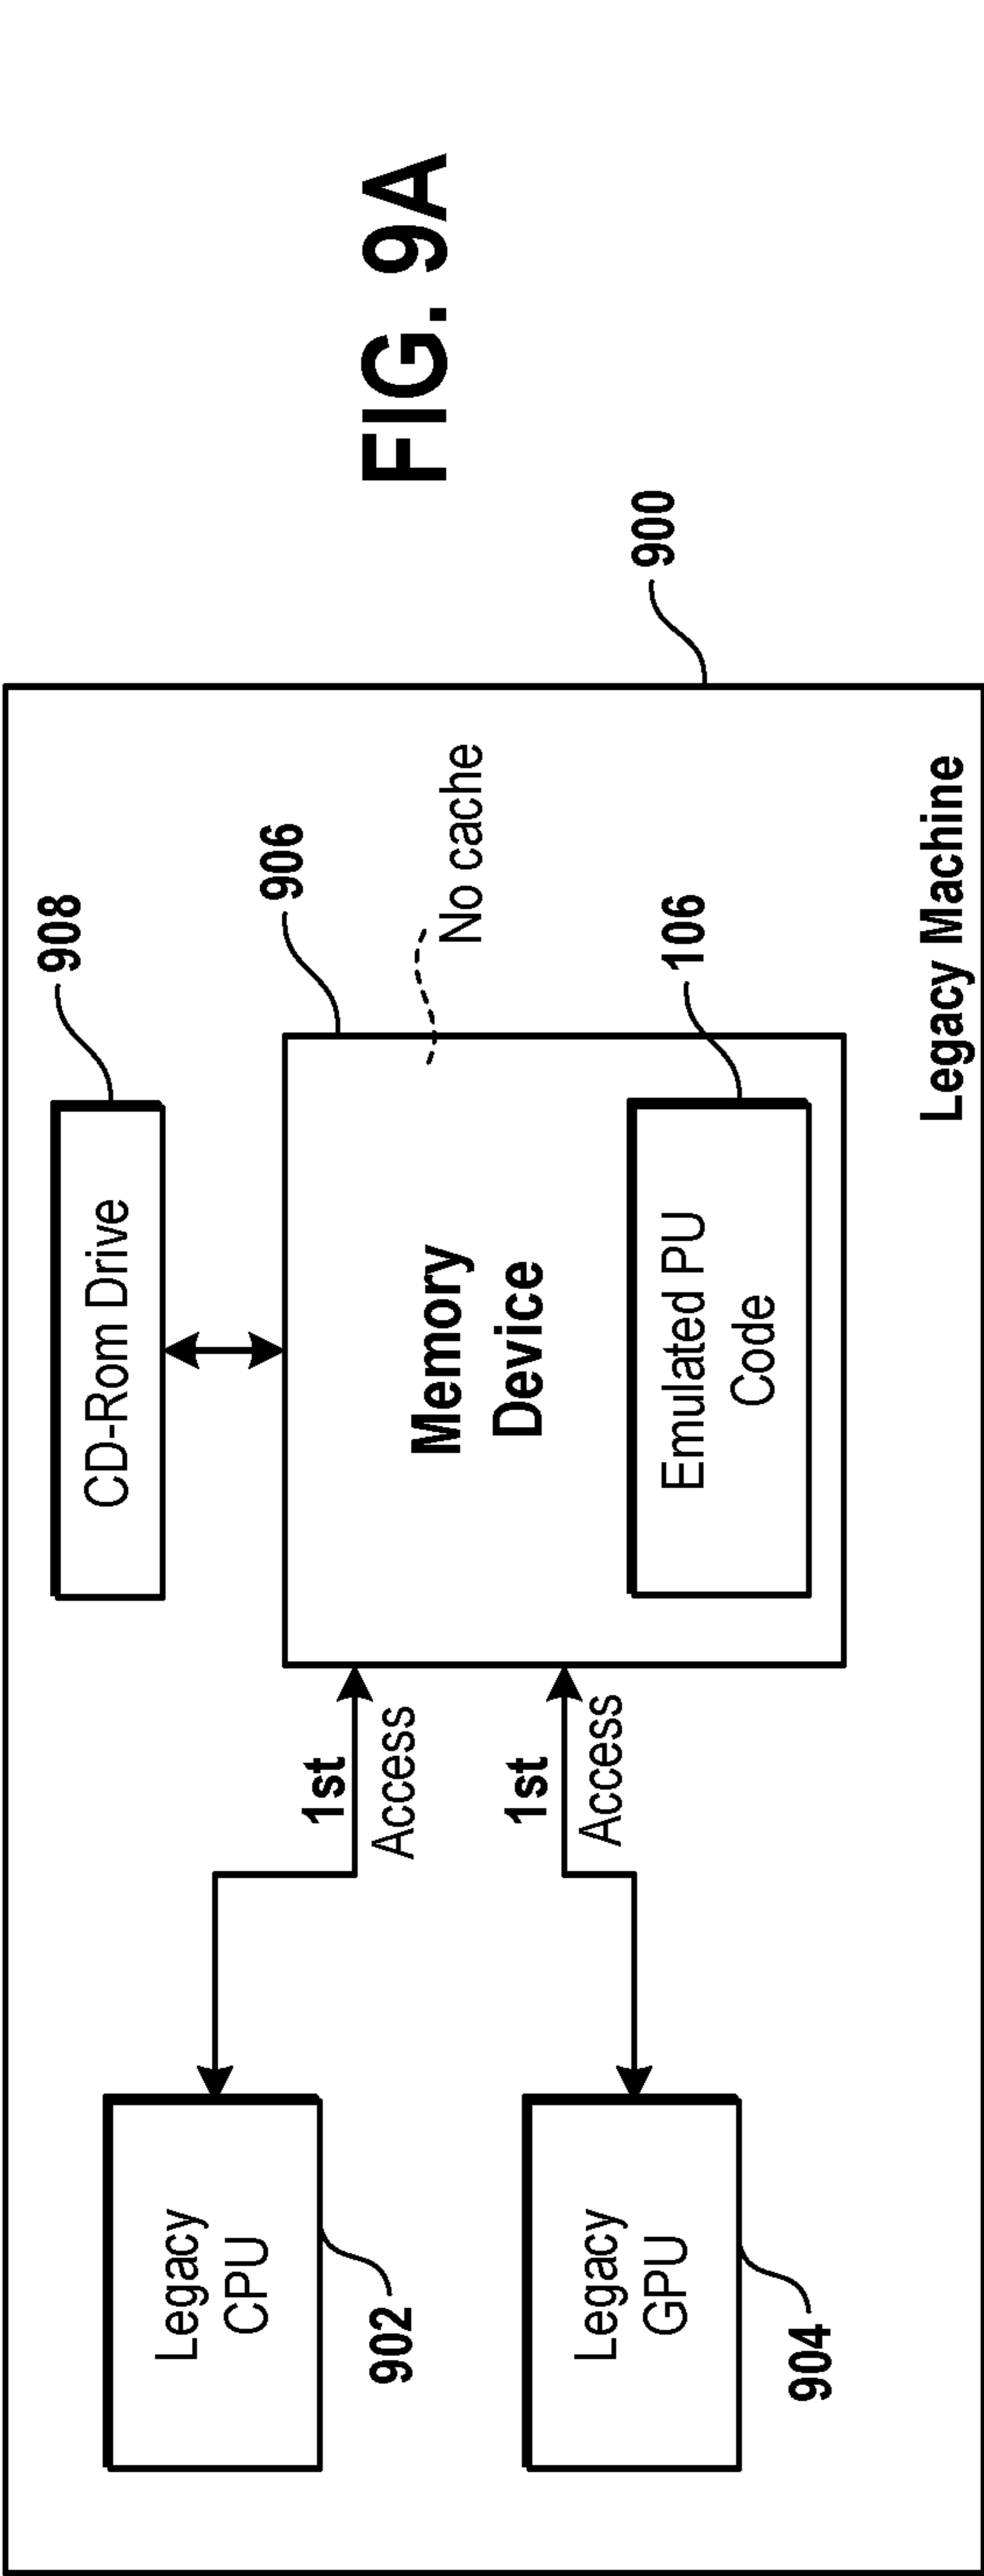 908
CD-Rom Drive
906
No cache
Legacy
CPU
902
1st
Access
Memory
Device
1st
Access
Legacy
GPU
904
106
Emulated PU
Code
Legacy Machine
900
FIG. 9A